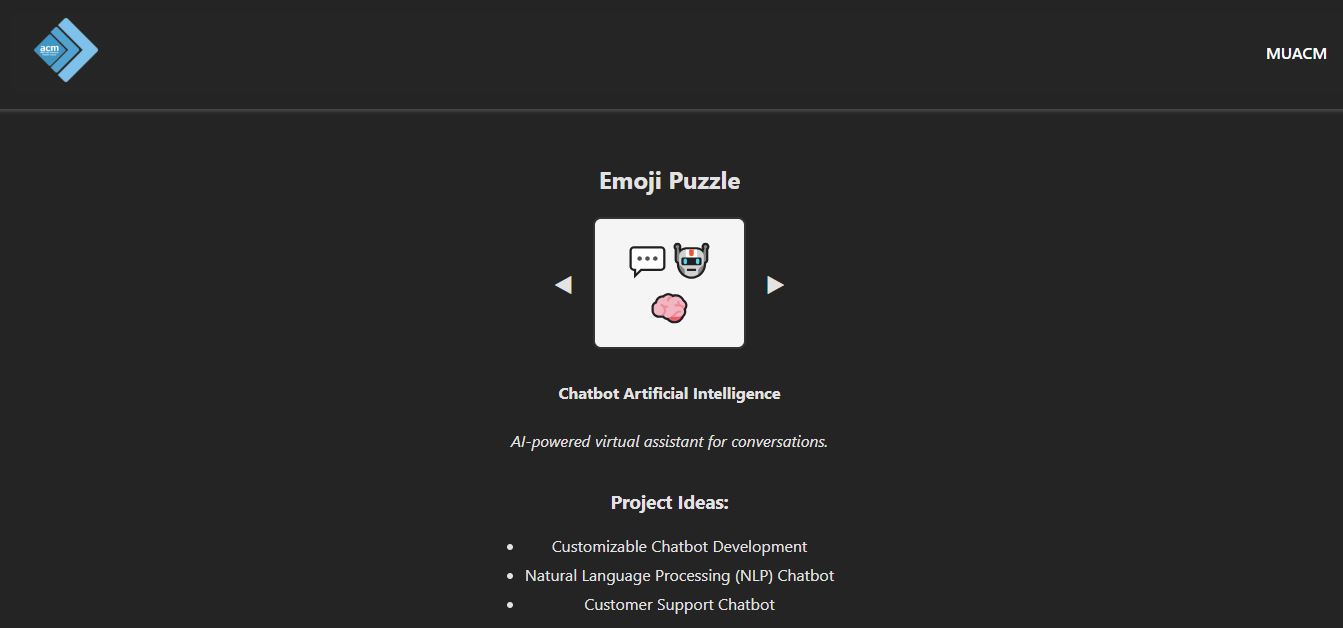 acm
MUACM
Emoji Puzzle
Chatbot Artificial Intelligence
AI-powered virtual assistant for conversations.
Project Ideas:
Customizable Chatbot Development
Natural Language Processing (NLP) Chatbot
Customer Support Chatbot